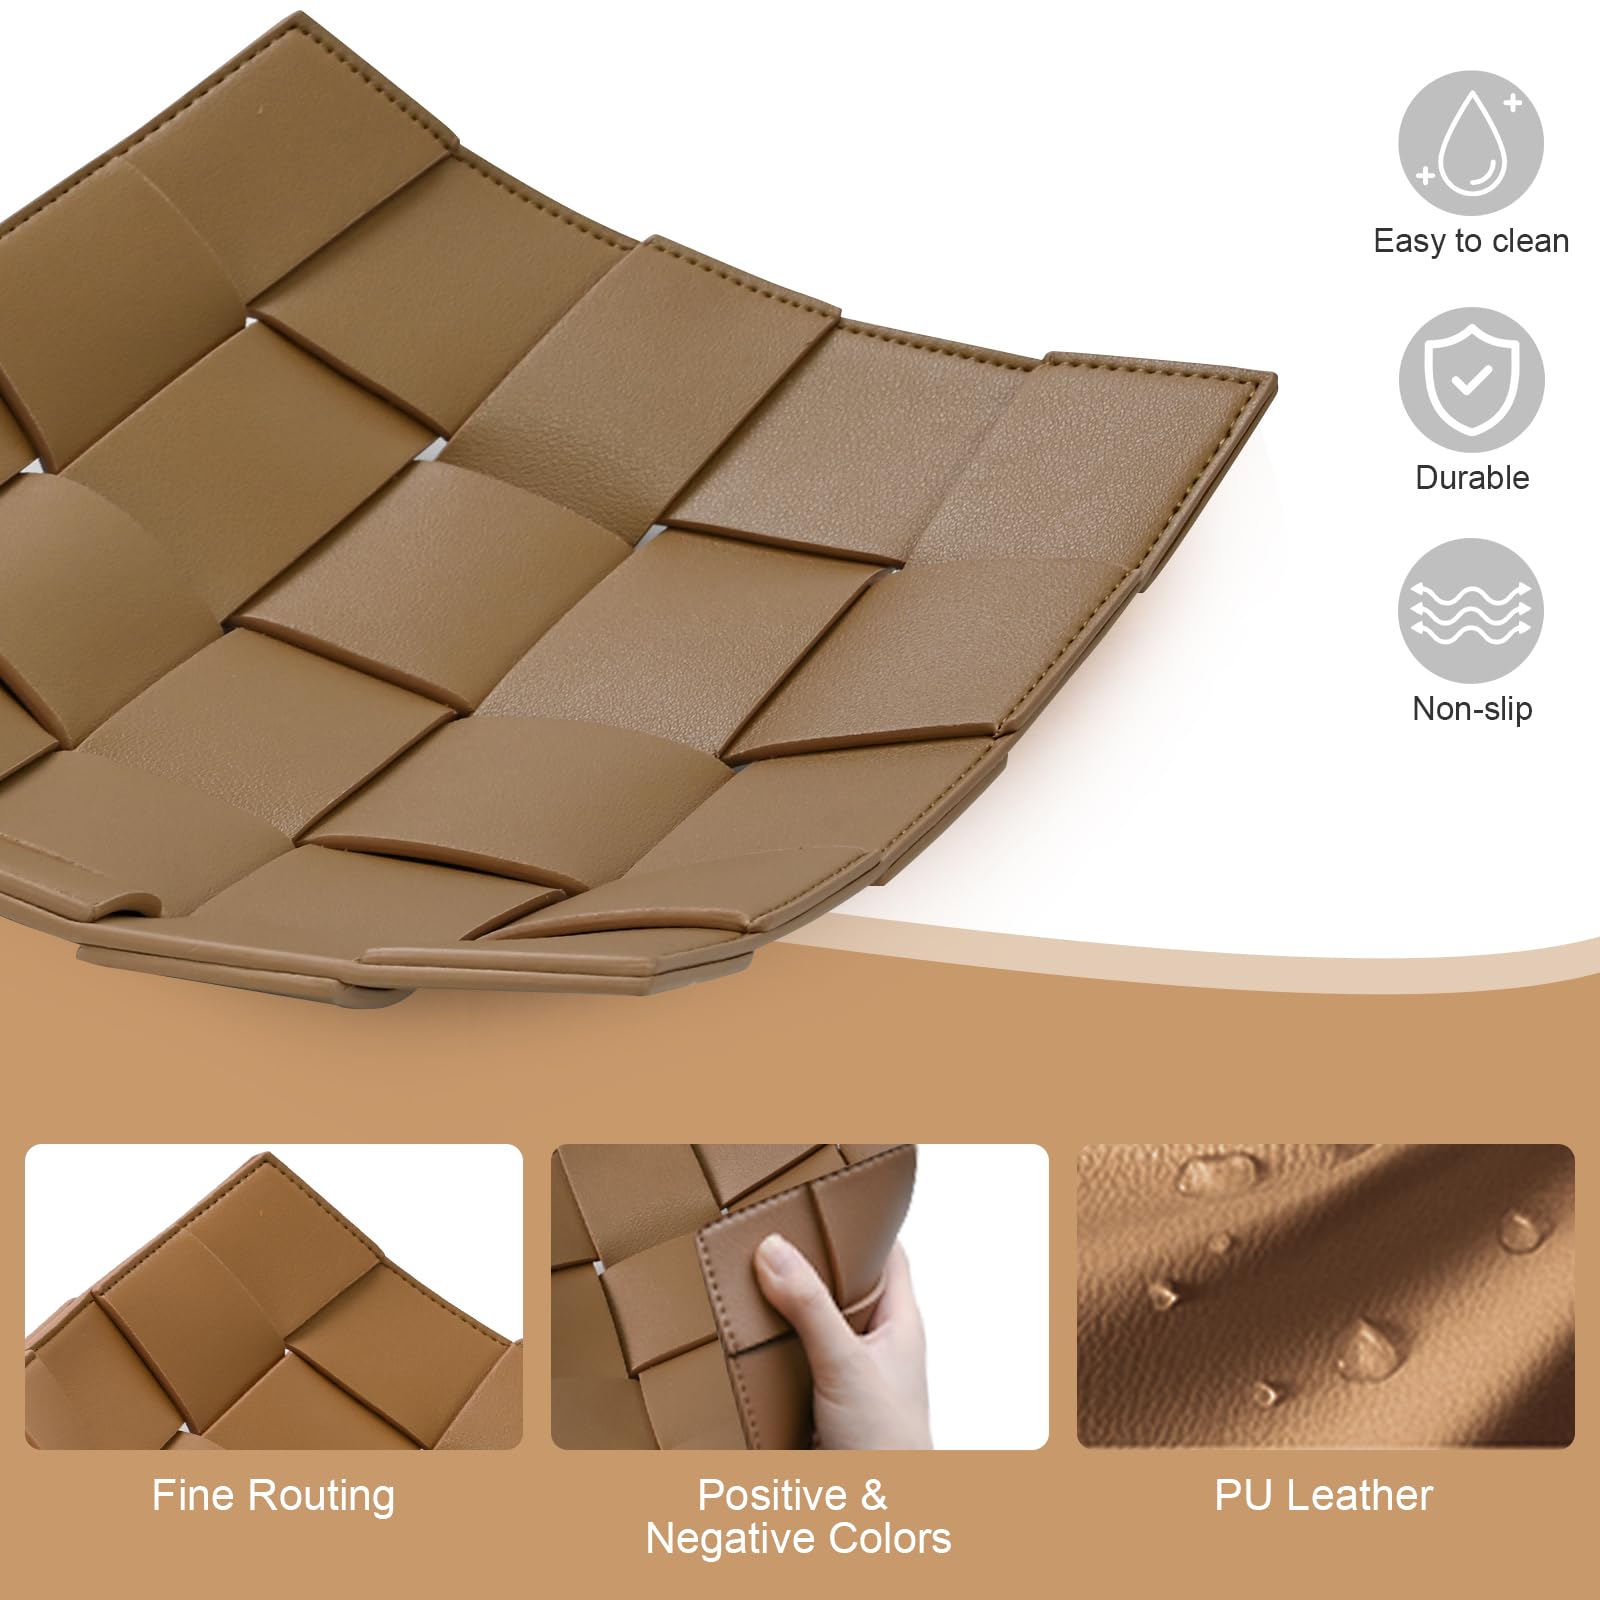 Easy to clean
Durable
Non-slip
Fine Routing
Positive &
Negative Colors
PU Leather